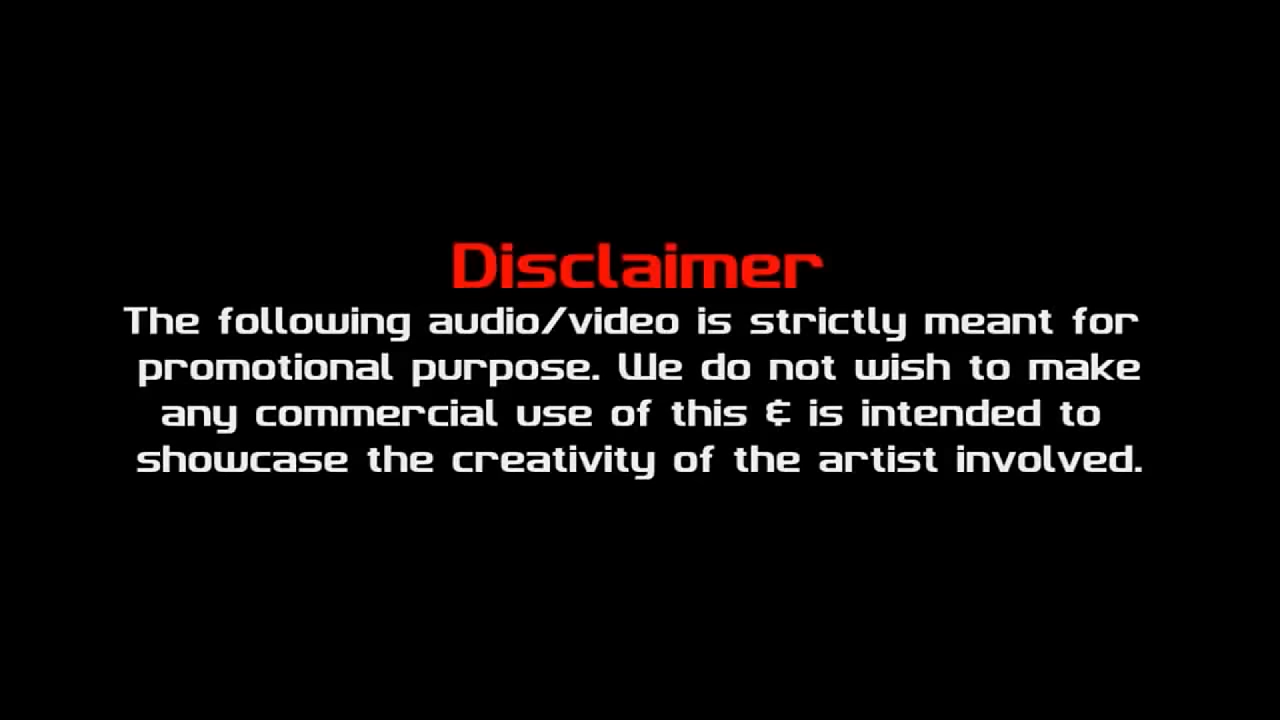 Disclaimer
The following audio/video is strictly meant for
promotional purpose. We do not wish to make
any commercial use of this & is intended to
showcase the creativity of the artist involved.